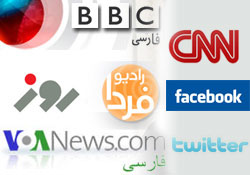 BBC
فارسی
CNN
روز
رادیو
فردا
facebook
VOANews.com
فارسی
twitter